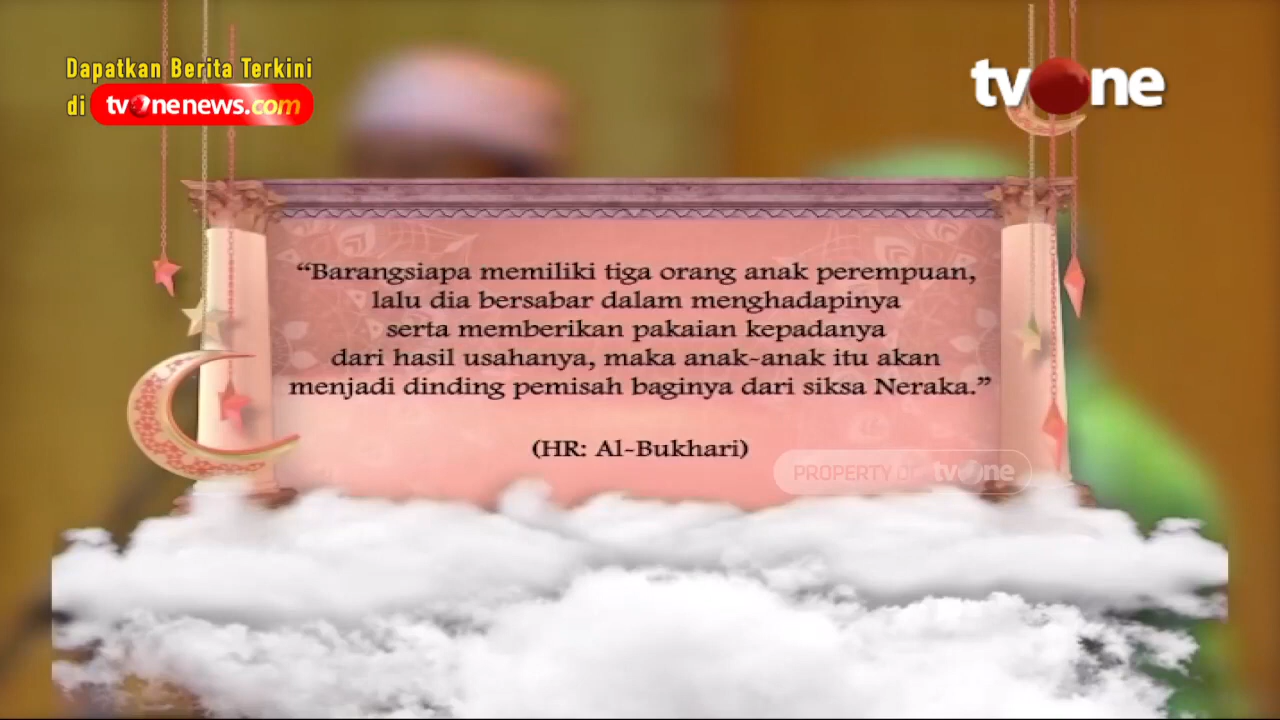 Dapatkan Berita Terkini
di tvOnenews.com
tvOne
“Barangsiapa memiliki tiga orang anak perempuan,
lalu dia bersabar dalam menghadapinya
serta memberikan pakaian kepadanya
dari hasil usahanya, maka anak-anak itu akan
menjadi dinding pemisah baginya dari siksa Neraka.”
(HR: Al-Bukhari)
PROPERTY OF tvOne